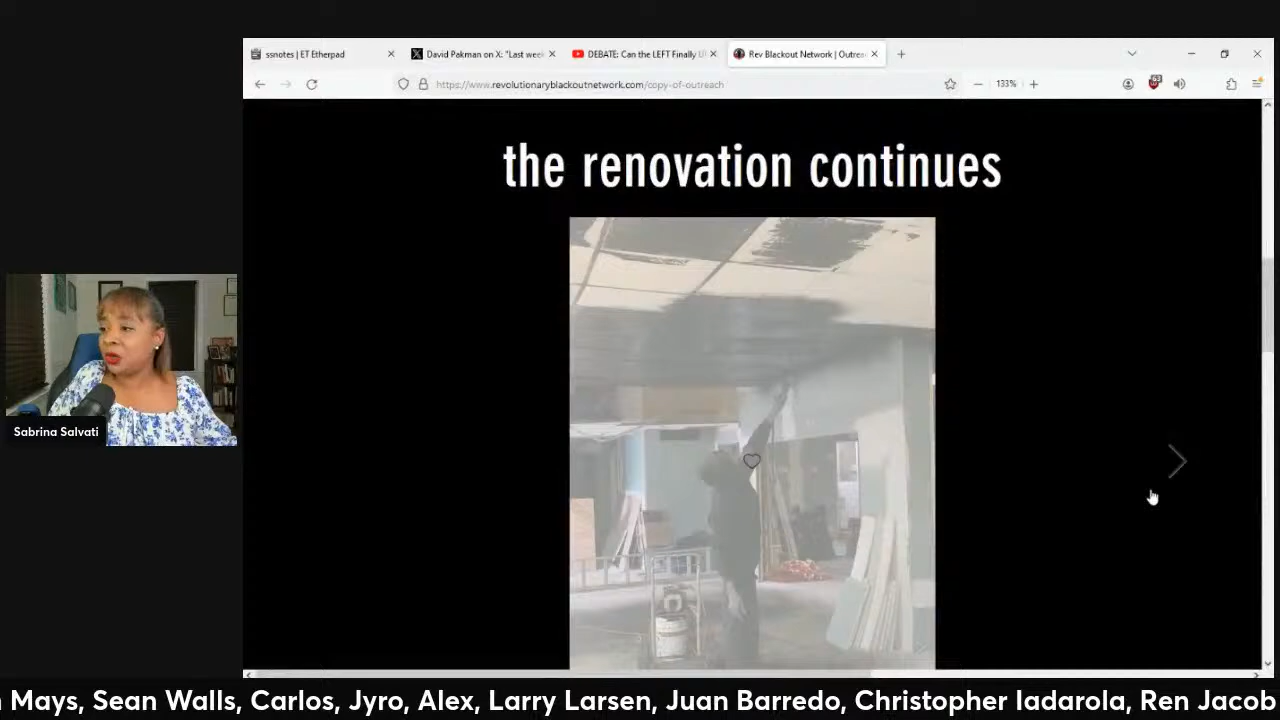 ssnotes | ET Etherpad
David Pakman on X: "Last week
DEBATE: Can the LEFT Finally
Rev Blackout Network | Outrea
https://www.revolutionaryblackoutnetwork.com/copy-of-outreach
133%
the renovation continues
Sabrina Salvati
Mays, Sean Walls, Carlos, Jyro, Alex, Larry Larsen, Juan Barredo, Christopher Iadarola, Ren Jacob